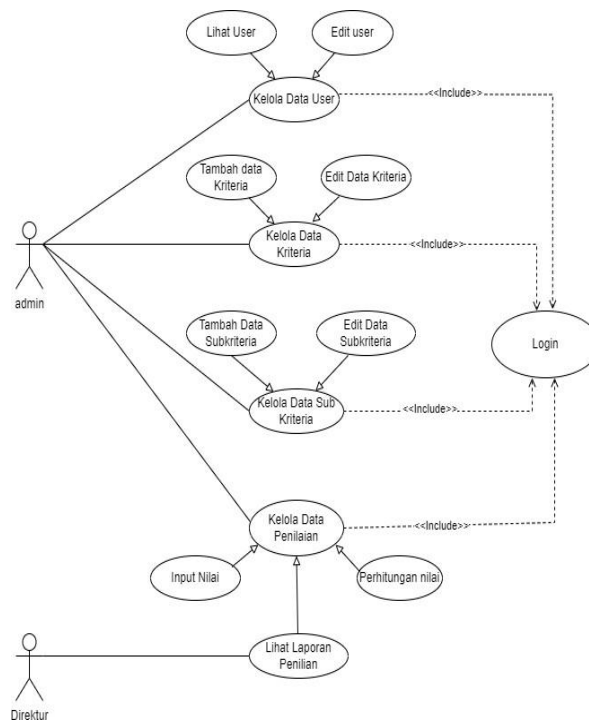 Lihat User
Edit user
Kelola Data User
<<Include>>
Tambah data
Kriteria
Edit Data Kriteria
Kelola Data
Kriteria
<<Include>>
admin
Tambah Data
Subkriteria
Edit Data
Subkriteria
Login
Kelola Data Sub
Kriteria
<<Include>>
Kelola Data
Penilaian
<<Include>>
Input Nilai
Perhitungan nilai
Lihat Laporan
Penilian
Direktur